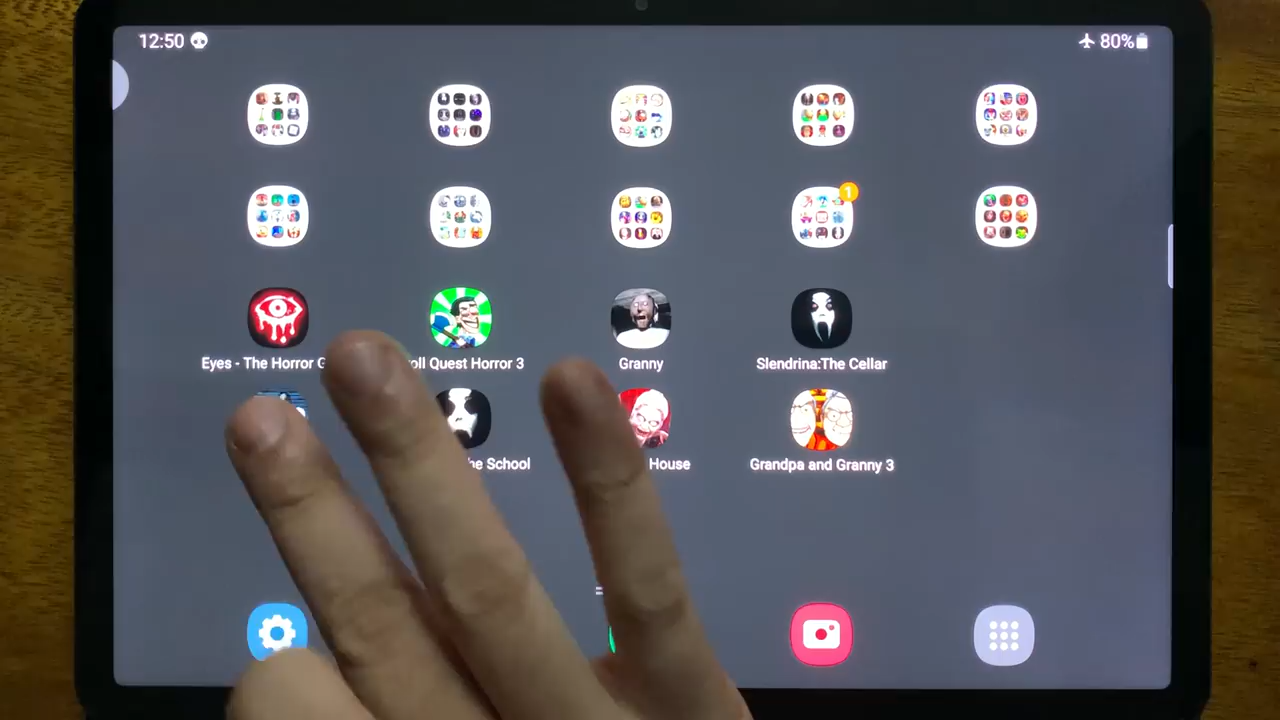 12:50
80%
1
Eyes - The Horror G
oll Quest Horror 3
Granny
Slendrina:The Cellar
he School
House
Grandpa and Granny 3